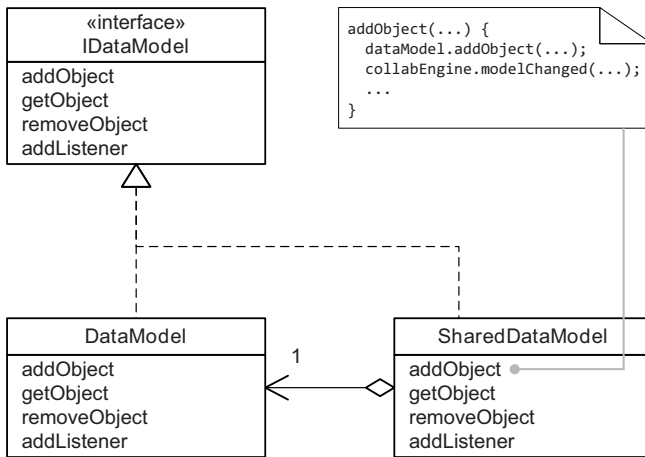 «interface»
IDataModel
addObject
getObject
removeObject
addListener
addObject(...) {
dataModel.addObject(...);
collabEngine.modelChanged(...);
...
}
DataModel
addObject
getObject
removeObject
addListener
1
SharedDataModel
addObject
getObject
removeObject
addListener